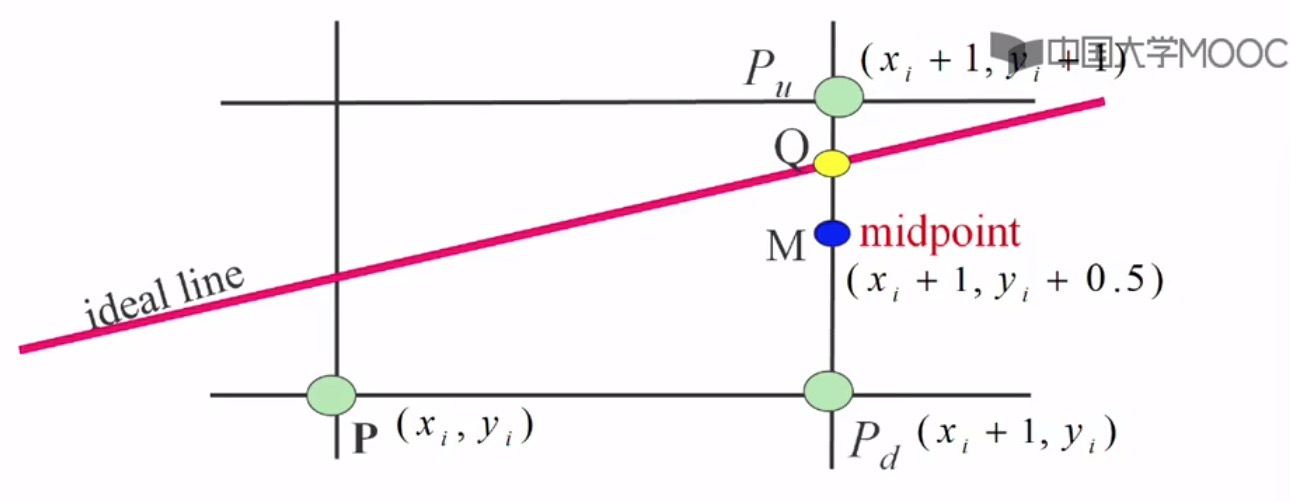 中国大学MOOC
P_u (x_i + 1, y_i + 1)
Q
M midpoint
(x_i + 1, y_i + 0.5)
ideal line
P (x_i, y_i)
P_d (x_i + 1, y_i)